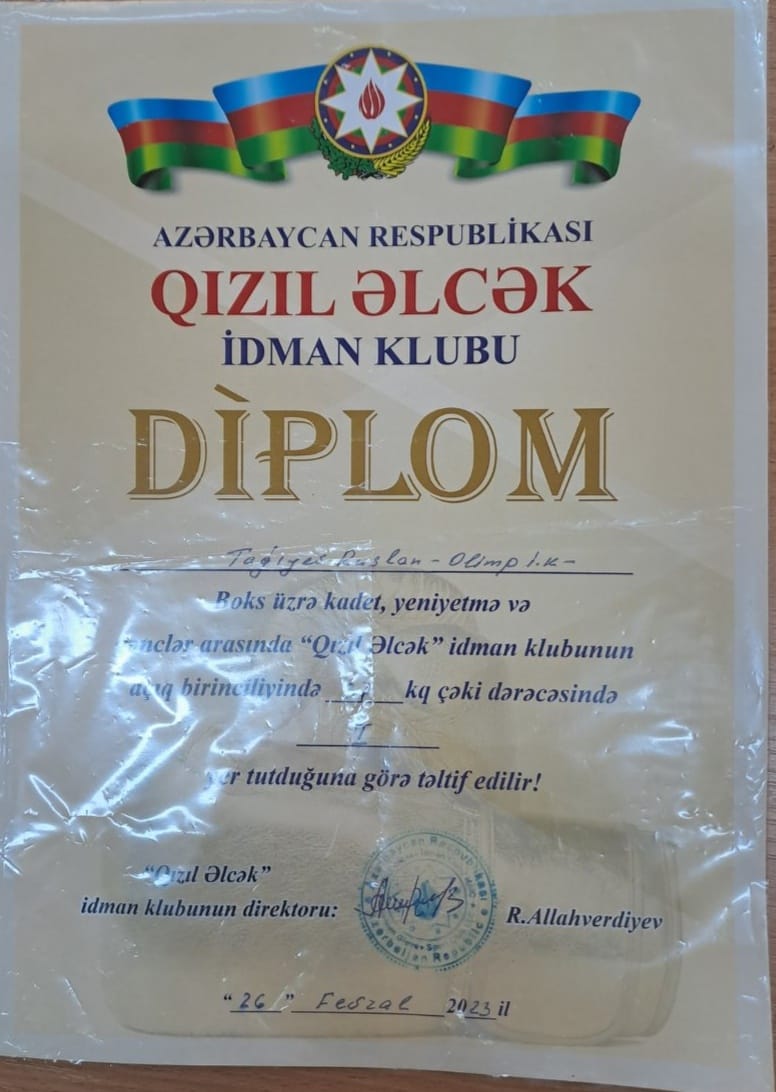 AZƏRBAYCAN RESPUBLİKASI
QIZIL ƏLCƏK
İDMAN KLUBU
DÌPLOM
Tağıyev Ruslan - Olimp İ.K -
Boks üzrə kadet, yeniyetmə və
arasında “Qızıl Əlcək” idman klubunun
açıq birinciliyində kq çəki dərəcəsində
I
yer tutduğuna görə təltif edilir!
“Qızıl Əlcək”
idman klubunun direktoru:
R.Allahverdiyev
“26” Fevral 2023 il